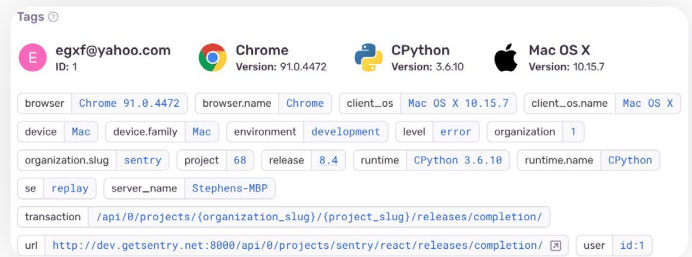 Tags ?
E egxf@yahoo.com Chrome CPython Mac OS X
ID: 1 Version: 91.0.4472 Version: 3.6.10 Version: 10.15.7
browser Chrome 91.0.4472 browser.name Chrome client_os Mac OS X 10.15.7 client_os.name Mac OS X
device Mac device.family Mac environment development level error organization 1
organization.slug sentry project 68 release 8.4 runtime CPython 3.6.10 runtime.name CPython
se replay server_name Stephens-MBP
transaction /api/0/projects/{organization_slug}/{project_slug}/releases/completion/
url http://dev.getsentry.net:8000/api/0/projects/sentry/react/releases/completion/ user id:1